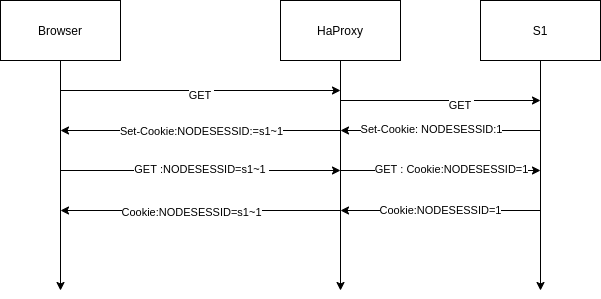 Browser
HaProxy
S1
GET
GET
Set-Cookie:NODESESSID:=s1~1
Set-Cookie: NODESESSID:1
GET :NODESESSID=s1~1
GET : Cookie:NODESESSID=1
Cookie:NODESESSID=s1~1
Cookie:NODESESSID=1